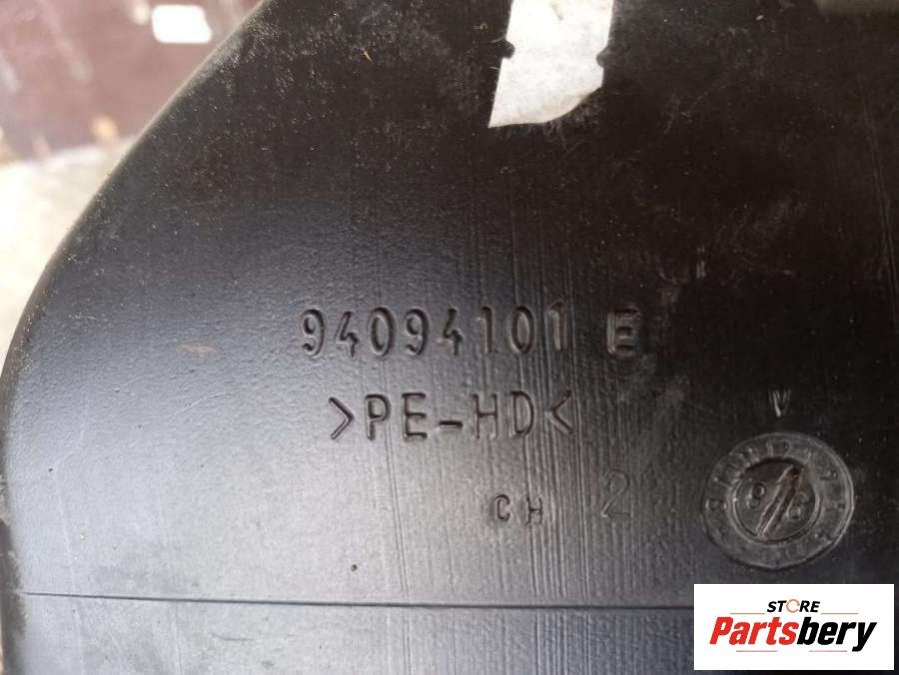 94094101 E
>PE-HD<
V
CH 2
STORE
Partsbery